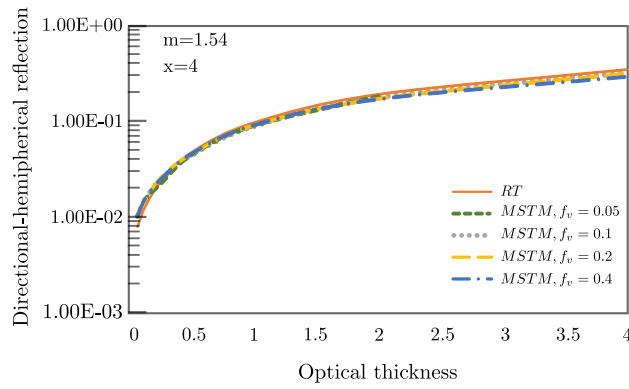 Directional-hemipherical reflection
1.00E+00
1.00E-01
1.00E-02
1.00E-03
m=1.54
x=4
RT
MSTM, f_v = 0.05
MSTM, f_v = 0.1
MSTM, f_v = 0.2
MSTM, f_v = 0.4
0 0.5 1 1.5 2 2.5 3 3.5 4
Optical thickness